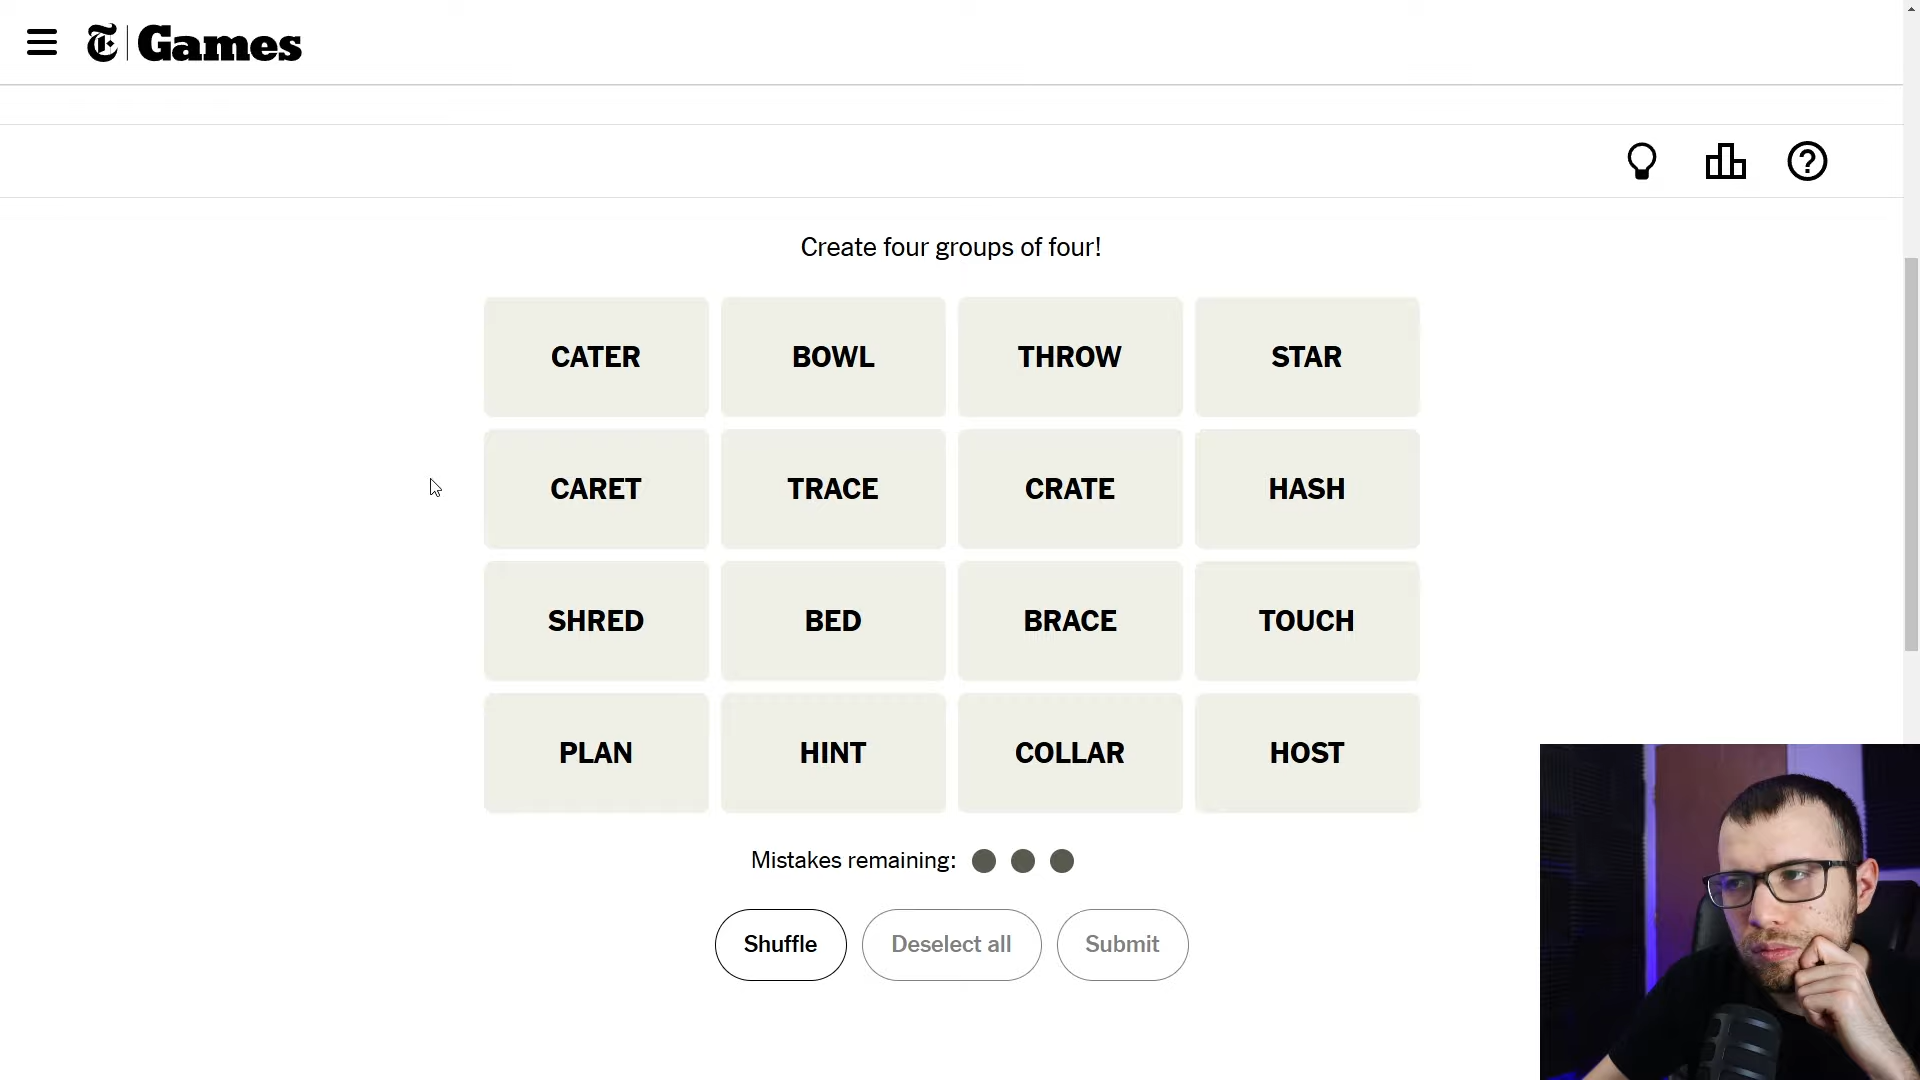 T Games
Create four groups of four!
CATER BOWL THROW STAR
CARET TRACE CRATE HASH
SHRED BED BRACE TOUCH
PLAN HINT COLLAR HOST
Mistakes remaining:
Shuffle Deselect all Submit